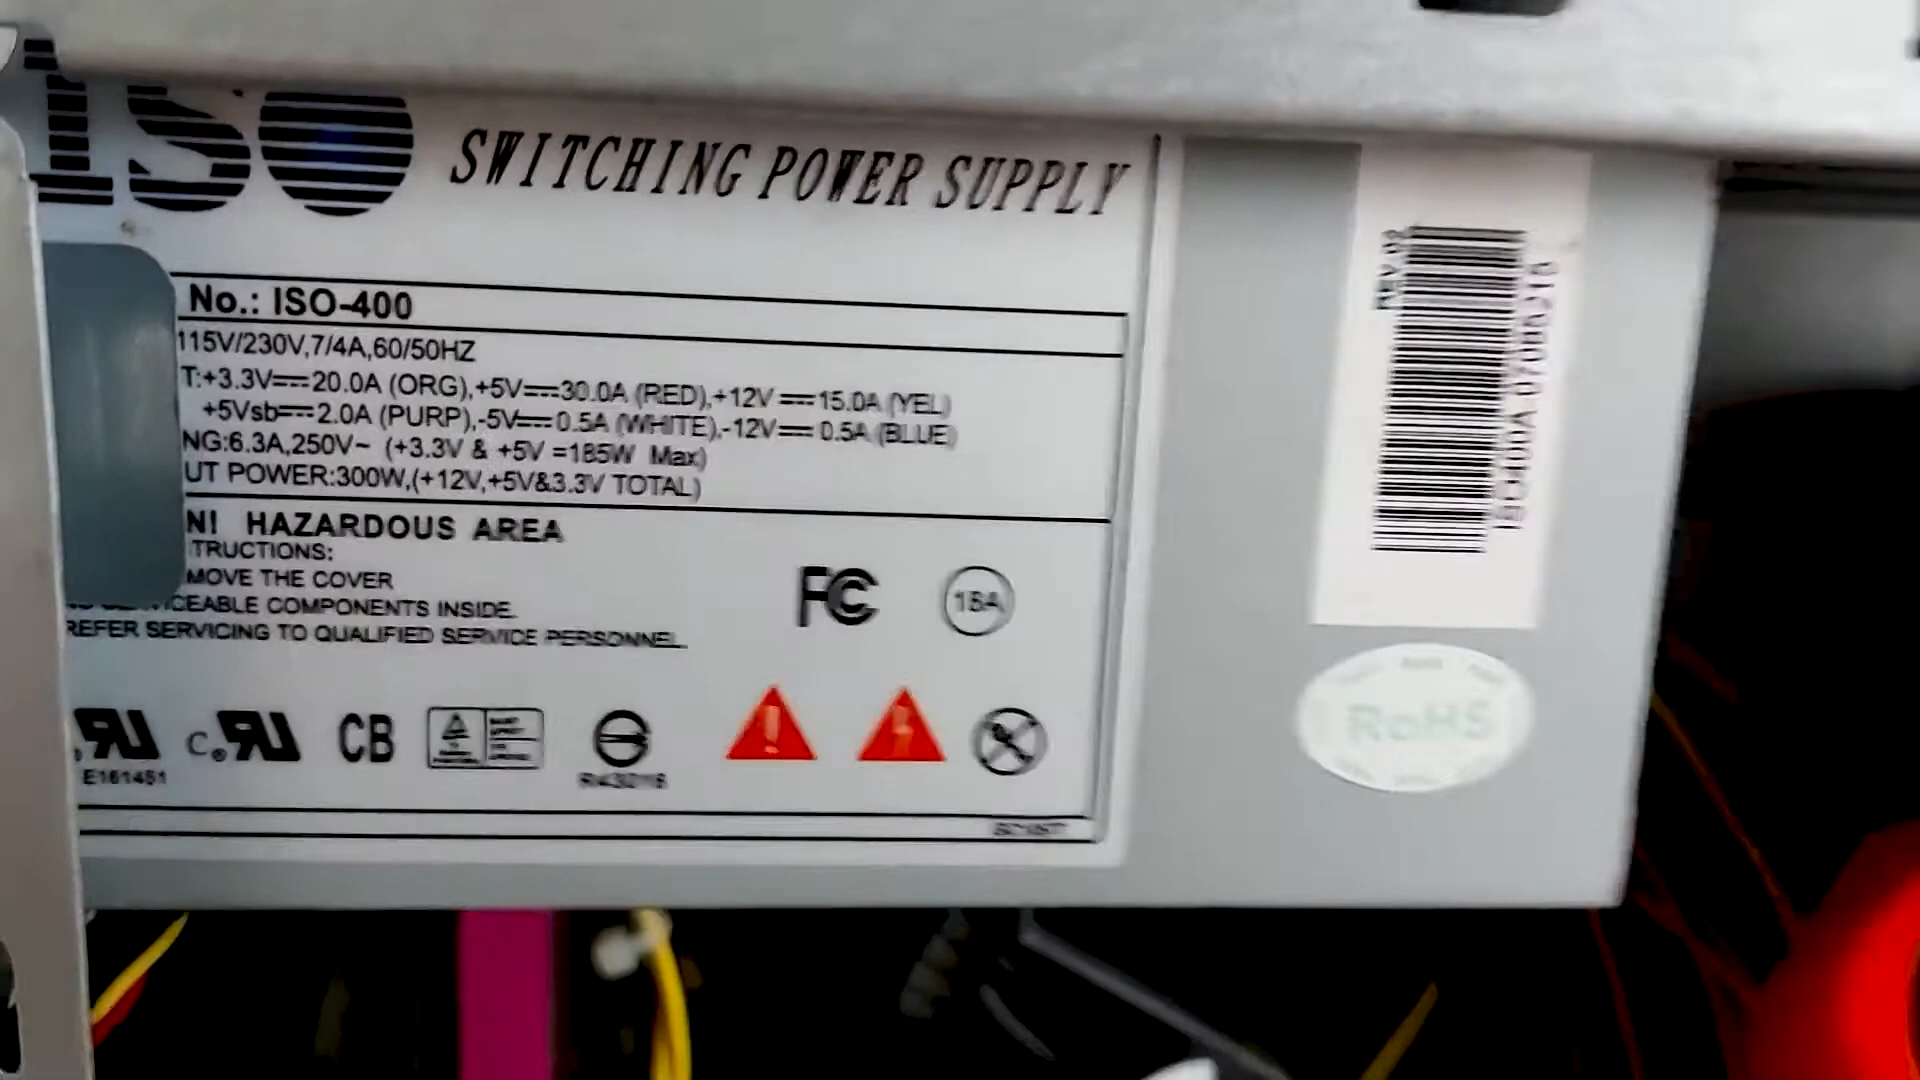 ISO SWITCHING POWER SUPPLY
No.: ISO-400
115V/230V,7/4A,60/50HZ
T:+3.3V⎓20.0A (ORG),+5V⎓30.0A (RED),+12V⎓15.0A (YEL)
+5Vsb⎓2.0A (PURP),-5V⎓0.5A (WHITE),-12V⎓0.5A (BLUE)
NG:6.3A,250V~ (+3.3V & +5V =185W Max)
UT POWER:300W,(+12V,+5V&3.3V TOTAL)
N! HAZARDOUS AREA
TRUCTIONS:
MOVE THE COVER
ICEABLE COMPONENTS INSIDE.
REFER SERVICING TO QUALIFIED SERVICE PERSONNEL.
FC
c
CB
E161451
REV
RoHS